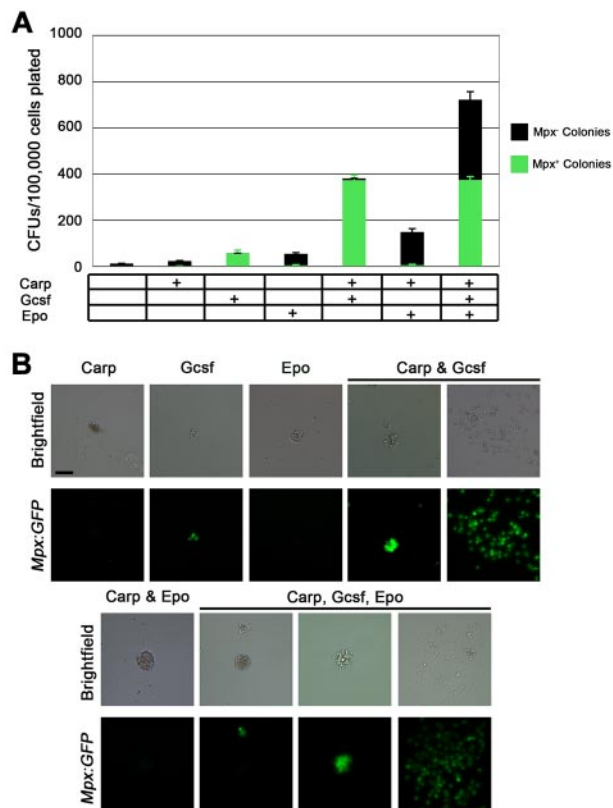 A
1000
800
600
400
200
0
CFUs/100,000 cells plated
Mpx- Colonies
Mpx+ Colonies
Carp + + + +
Gcsf + + +
Epo + + +
B
Carp Gcsf Epo Carp & Gcsf
Brightfield
Mpx:GFP
Carp & Epo Carp, Gcsf, Epo
Brightfield
Mpx:GFP